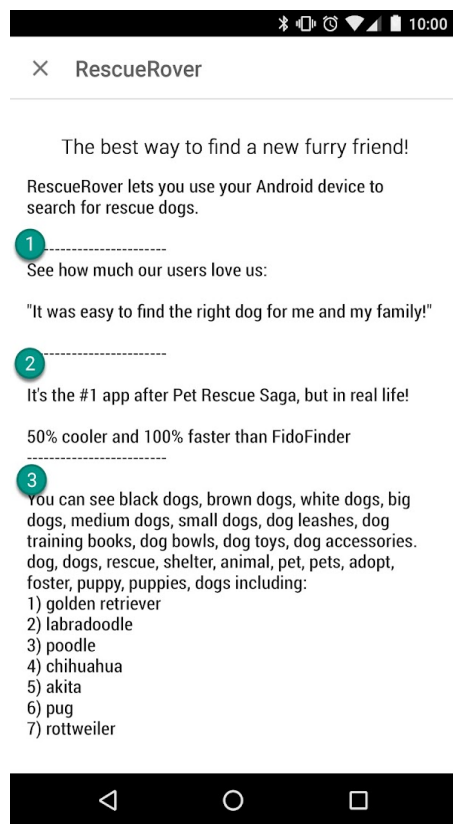 10:00
RescueRover
The best way to find a new furry friend!
RescueRover lets you use your Android device to
search for rescue dogs.
1
----------------------
See how much our users love us:
"It was easy to find the right dog for me and my family!"
----------------------
2
It's the #1 app after Pet Rescue Saga, but in real life!
50% cooler and 100% faster than FidoFinder
-------------------------
3
You can see black dogs, brown dogs, white dogs, big
dogs, medium dogs, small dogs, dog leashes, dog
training books, dog bowls, dog toys, dog accessories.
dog, dogs, rescue, shelter, animal, pet, pets, adopt,
foster, puppy, puppies, dogs including:
1) golden retriever
2) labradoodle
3) poodle
4) chihuahua
5) akita
6) pug
7) rottweiler